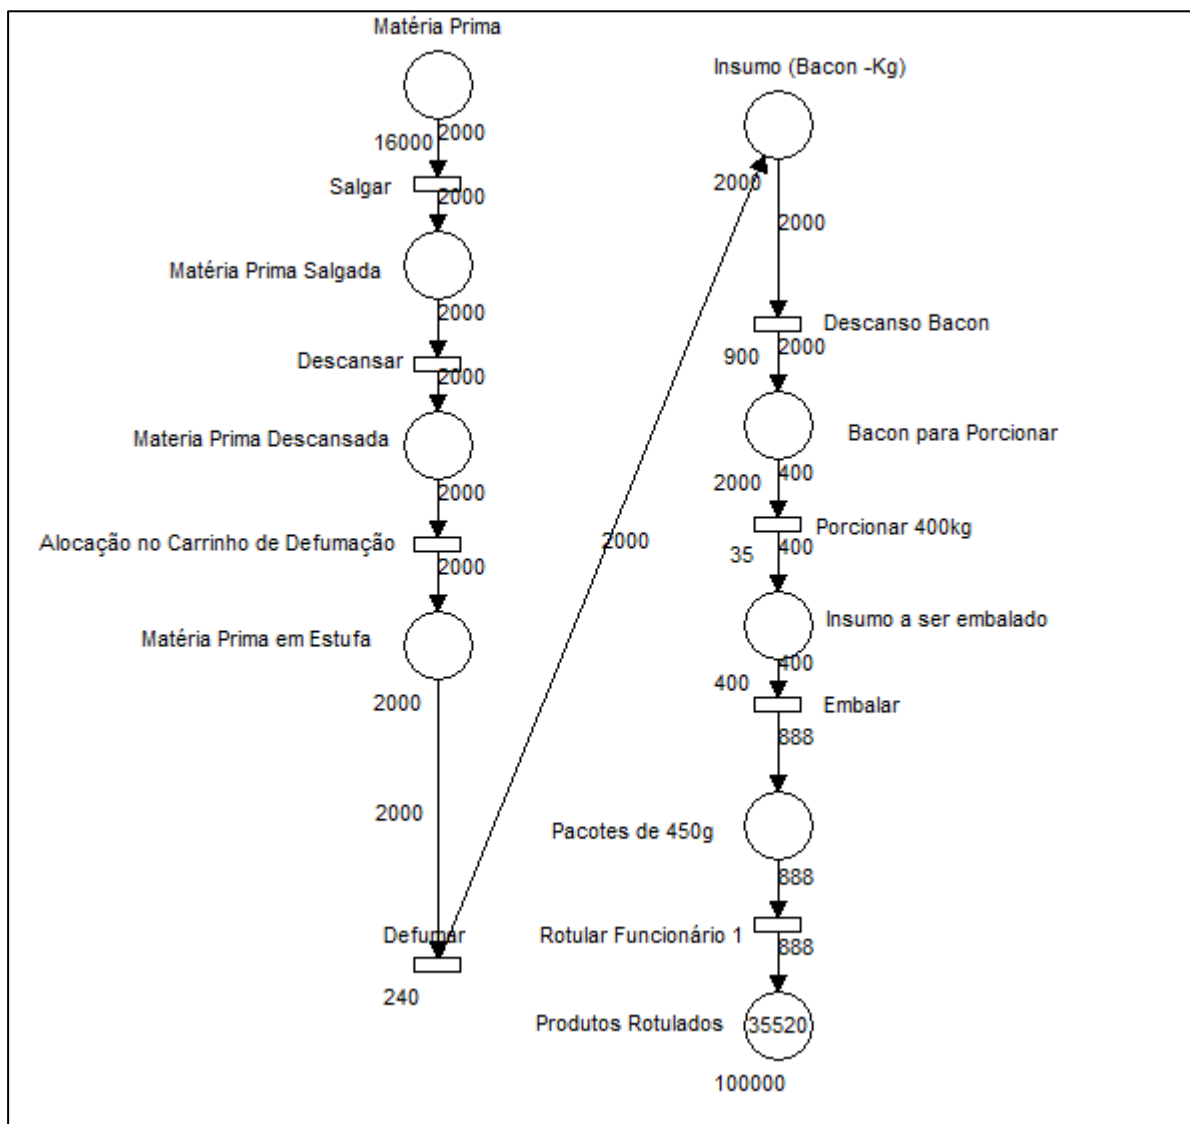 Matéria Prima
2000
16000
Salgar
2000
Matéria Prima Salgada
2000
Descansar
2000
Materia Prima Descansada
2000
Alocação no Carrinho de Defumação
2000
Matéria Prima em Estufa
2000
2000
Defumar
240
2000
Insumo (Bacon -Kg)
2000
2000
Descanso Bacon
900
2000
Bacon para Porcionar
2000
400
Porcionar 400kg
35
400
Insumo a ser embalado
400
400
Embalar
888
Pacotes de 450g
888
Rotular Funcionário 1
888
Produtos Rotulados
35520
100000